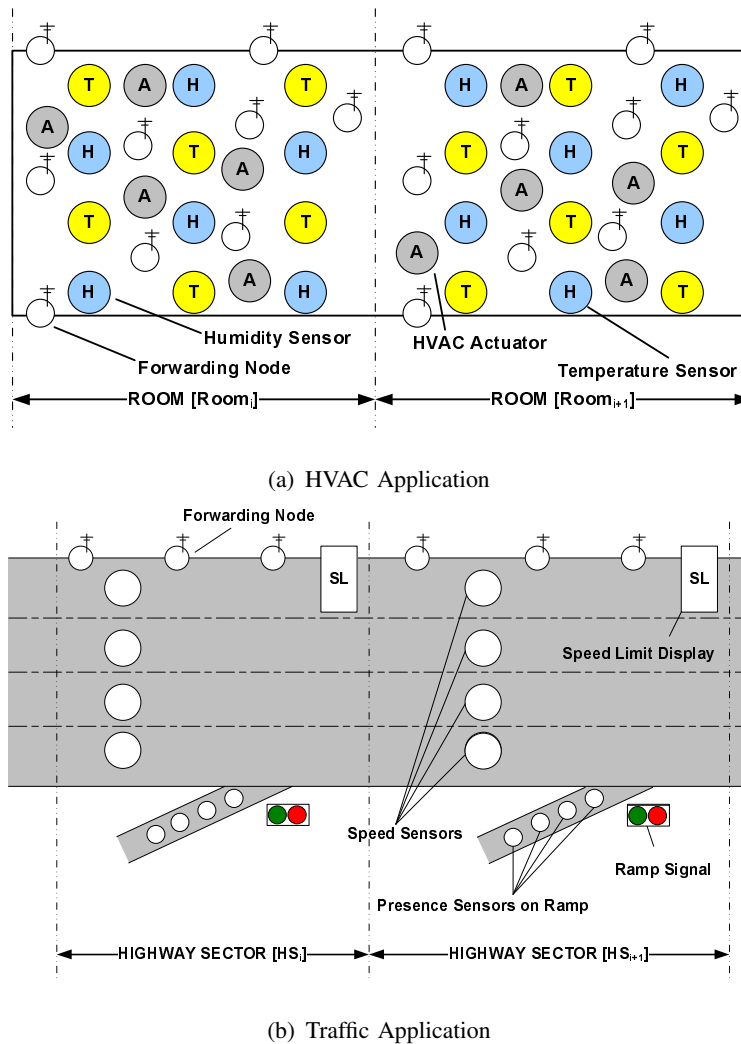 T A H T
A
H T H
A
A
T H T
A
H T H
H A T H
T H T
A
A
H T H
A
A
T H T
Humidity Sensor
Forwarding Node
HVAC Actuator
Temperature Sensor
ROOM [Roomi]
ROOM [Roomi+1]
(a) HVAC Application
Forwarding Node
SL
SL
Speed Limit Display
Speed Sensors
Ramp Signal
Presence Sensors on Ramp
HIGHWAY SECTOR [HSi]
HIGHWAY SECTOR [HSi+1]
(b) Traffic Application